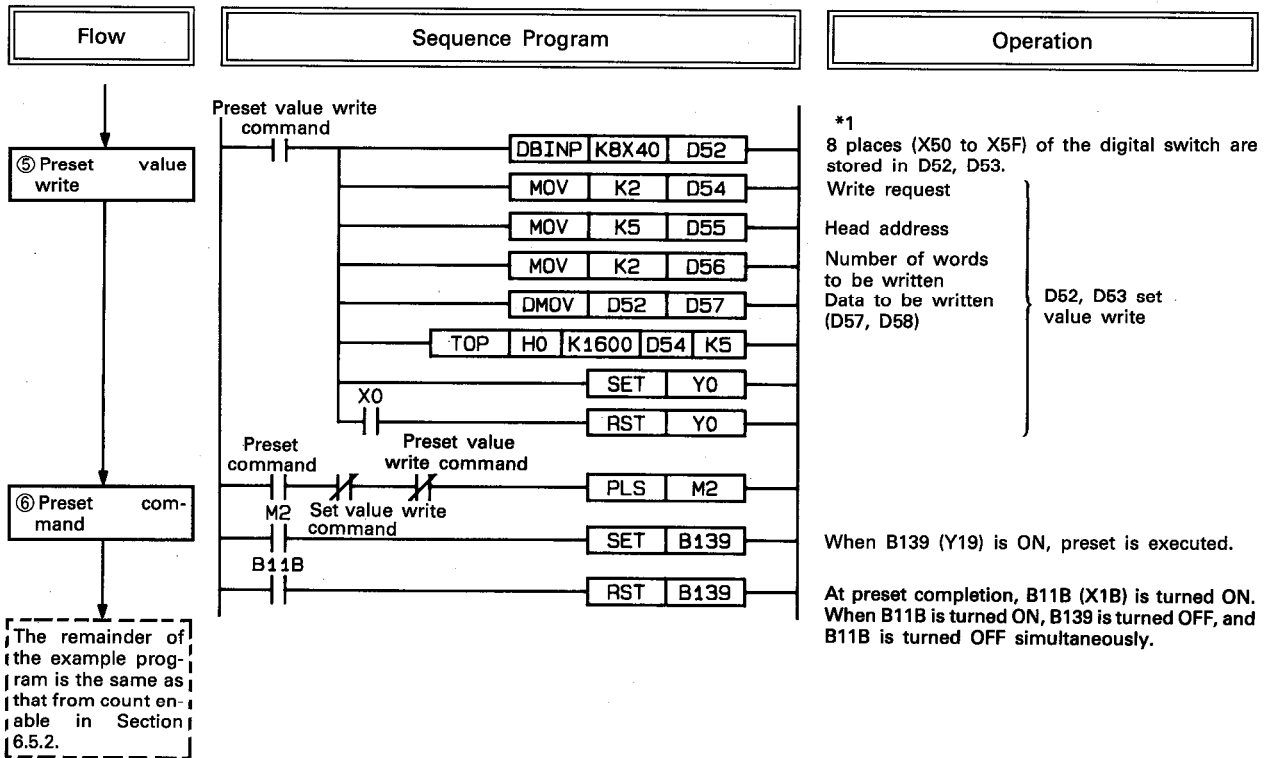 Flow
Sequence Program
Operation
⑤ Preset value
write
Preset value write
command
DBINP K8X40 D52
MOV K2 D54
MOV K5 D55
MOV K2 D56
DMOV D52 D57
TOP H0 K1600 D54 K5
SET Y0
X0
RST Y0
*1
8 places (X50 to X5F) of the digital switch are
stored in D52, D53.
Write request
Head address
Number of words
to be written
Data to be written
(D57, D58)
D52, D53 set
value write
⑥ Preset com-
mand
Preset
command
Set value write
command
Preset value
write command
PLS M2
M2
SET B139
B11B
RST B139
When B139 (Y19) is ON, preset is executed.
At preset completion, B11B (X1B) is turned ON.
When B11B is turned ON, B139 is turned OFF, and
B11B is turned OFF simultaneously.
The remainder of
the example prog-
ram is the same as
that from count en-
able in Section
6.5.2.